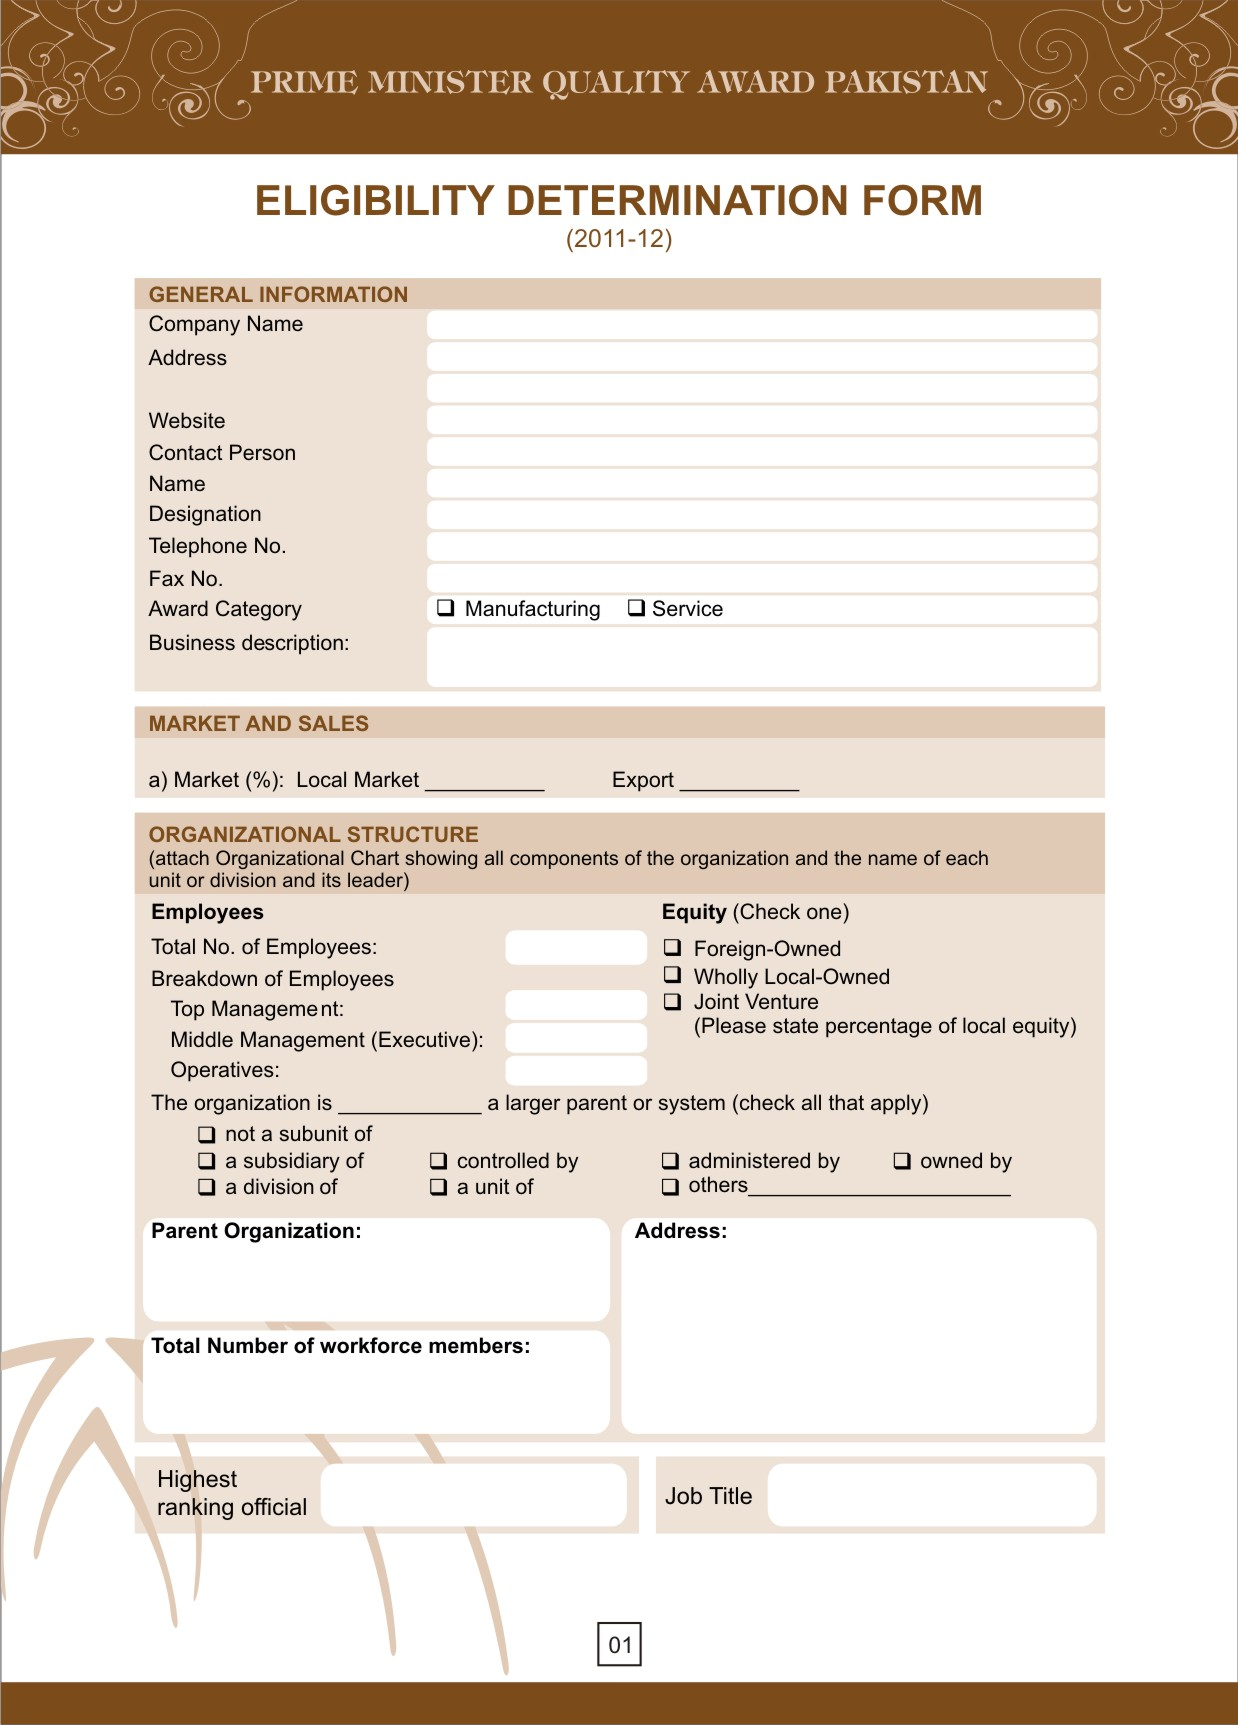 PRIME MINISTER QUALITY AWARD PAKISTAN
ELIGIBILITY DETERMINATION FORM
(2011-12)
GENERAL INFORMATION
Company Name
Address
Website
Contact Person
Name
Designation
Telephone No.
Fax No.
Award Category ❑ Manufacturing ❑ Service
Business description:
MARKET AND SALES
a) Market (%): Local Market __________ Export __________
ORGANIZATIONAL STRUCTURE
(attach Organizational Chart showing all components of the organization and the name of each
unit or division and its leader)
Employees
Total No. of Employees:
Breakdown of Employees
Top Management:
Middle Management (Executive):
Operatives:
Equity (Check one)
❑ Foreign-Owned
❑ Wholly Local-Owned
❑ Joint Venture
(Please state percentage of local equity)
The organization is ____________ a larger parent or system (check all that apply)
❑ not a subunit of
❑ a subsidiary of ❑ controlled by ❑ administered by ❑ owned by
❑ a division of ❑ a unit of ❑ others______________________
Parent Organization:
Address:
Total Number of workforce members:
Highest
ranking official
Job Title
01